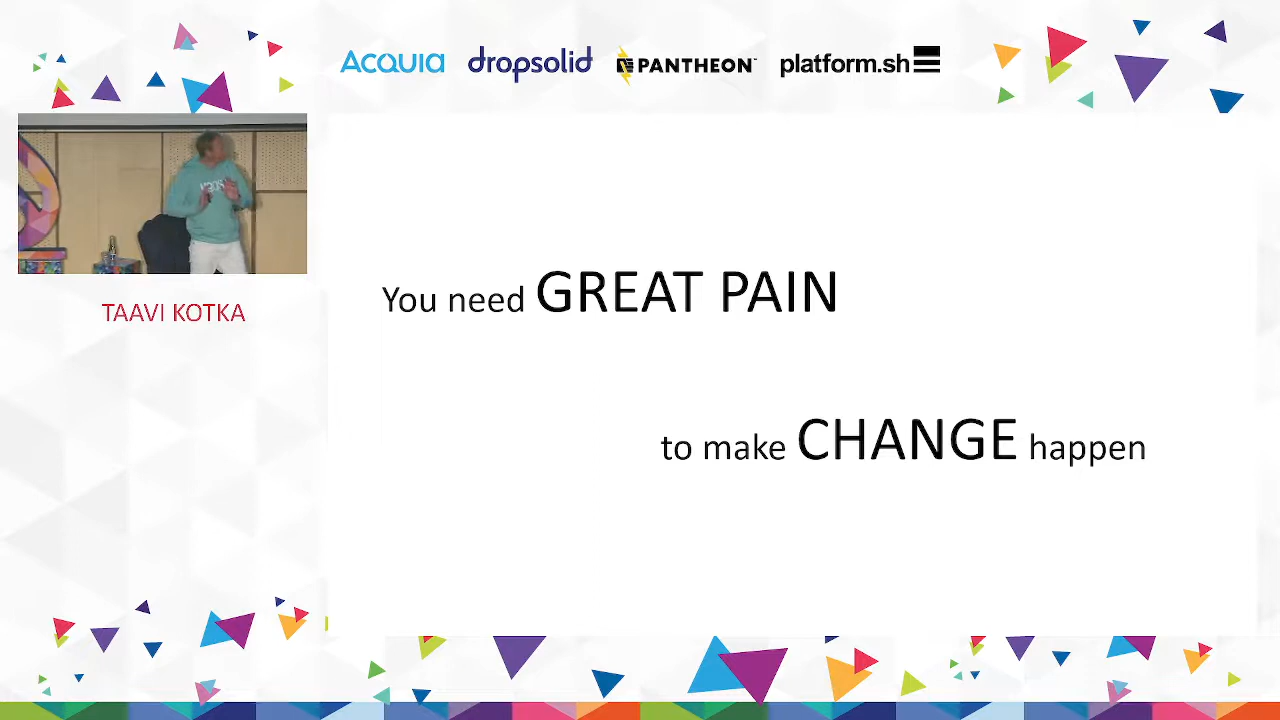 Acquia dropsolid PANTHEON platform.sh
TAAVI KOTKA
You need GREAT PAIN
to make CHANGE happen